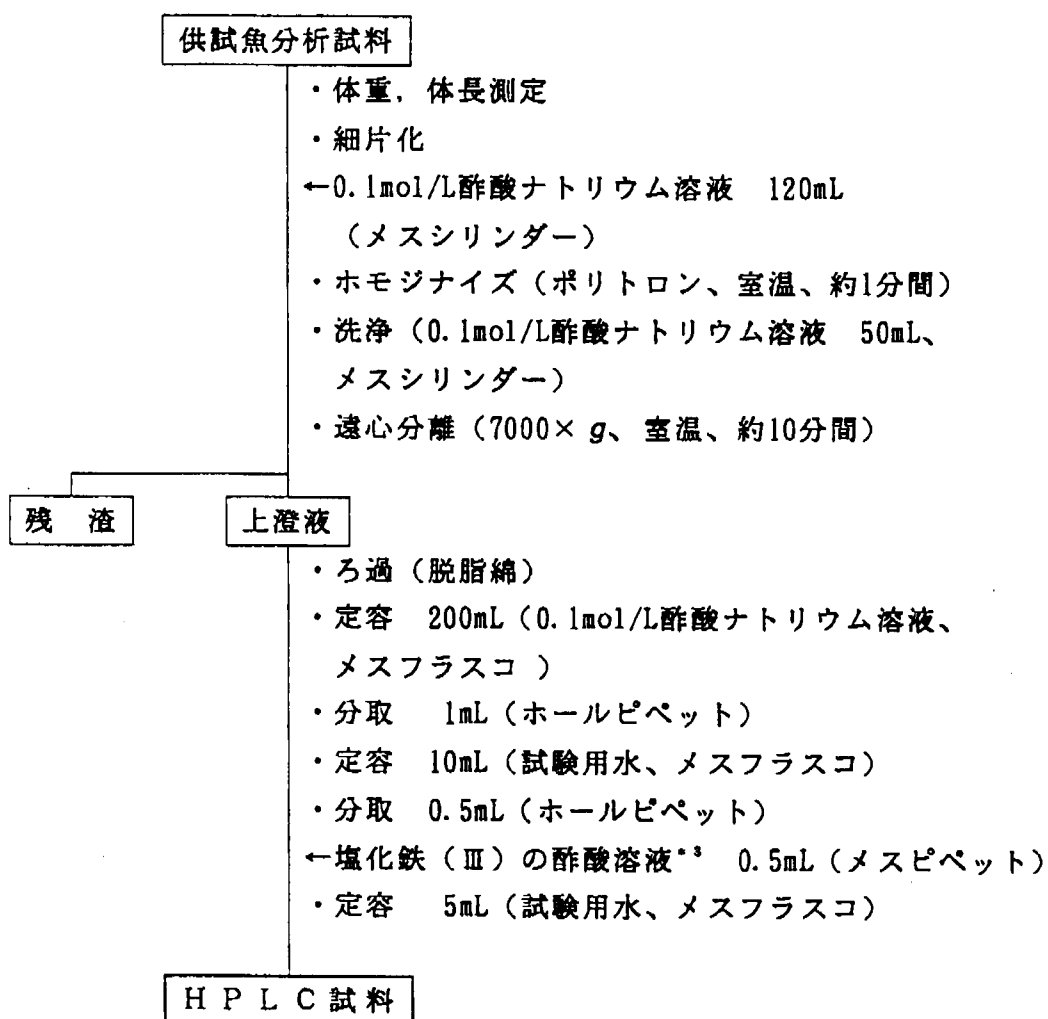 供試魚分析試料
・体重，体長測定
・細片化
←0.1mol/L酢酸ナトリウム溶液　120mL
（メスシリンダー）
・ホモジナイズ（ポリトロン、室温、約1分間）
・洗浄（0.1mol/L酢酸ナトリウム溶液　50mL、
メスシリンダー）
・遠心分離（7000× g、室温、約10分間）
残　渣　上澄液
・ろ過（脱脂綿）
・定容　200mL（0.1mol/L酢酸ナトリウム溶液、
メスフラスコ ）
・分取　1mL（ホールピペット）
・定容　10mL（試験用水、メスフラスコ）
・分取　0.5mL（ホールピペット）
←塩化鉄（Ⅲ）の酢酸溶液*3　0.5mL（メスピペット）
・定容　5mL（試験用水、メスフラスコ）
ＨＰＬＣ試料